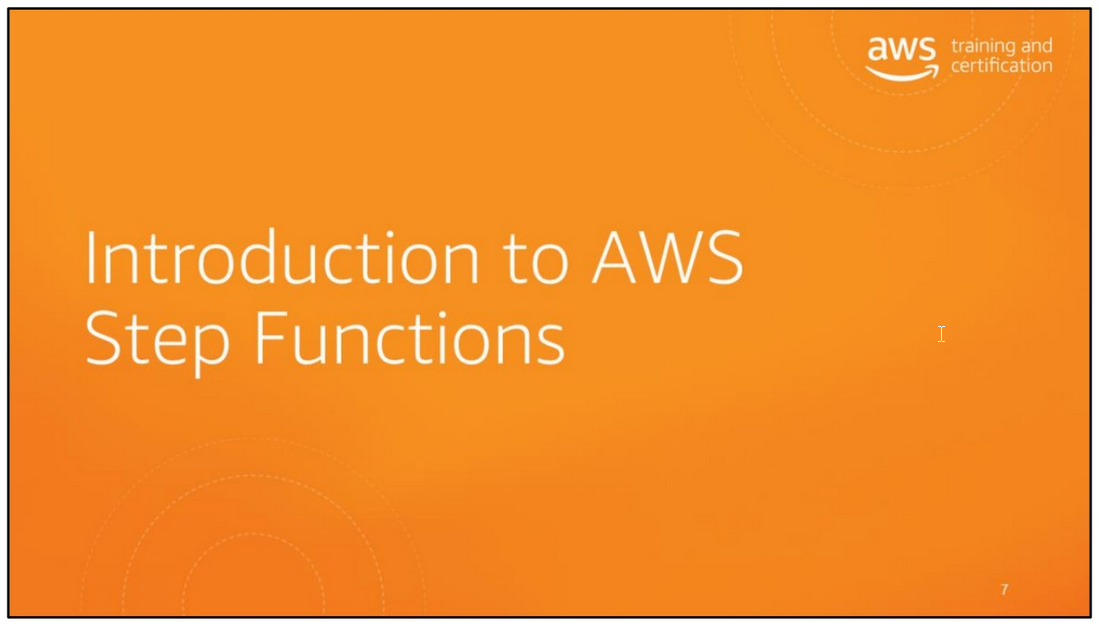 aws training and
certification
Introduction to AWS
Step Functions
7